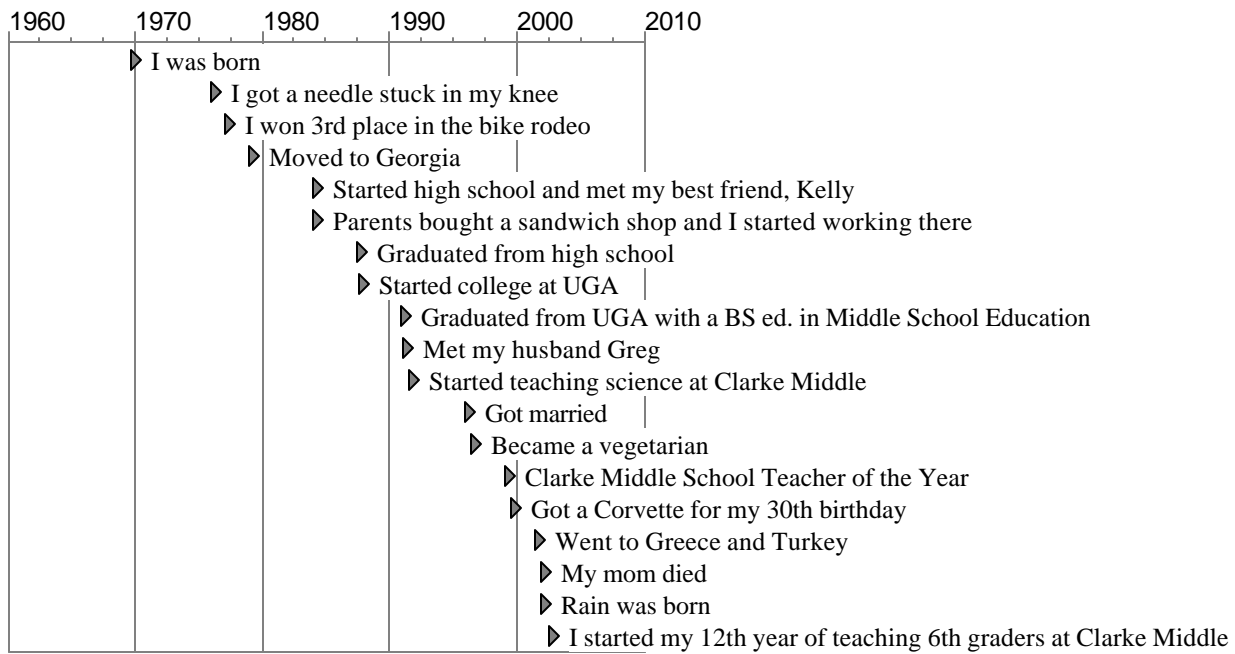 1960 1970 1980 1990 2000 2010
I was born
I got a needle stuck in my knee
I won 3rd place in the bike rodeo
Moved to Georgia
Started high school and met my best friend, Kelly
Parents bought a sandwich shop and I started working there
Graduated from high school
Started college at UGA
Graduated from UGA with a BS ed. in Middle School Education
Met my husband Greg
Started teaching science at Clarke Middle
Got married
Became a vegetarian
Clarke Middle School Teacher of the Year
Got a Corvette for my 30th birthday
Went to Greece and Turkey
My mom died
Rain was born
I started my 12th year of teaching 6th graders at Clarke Middle